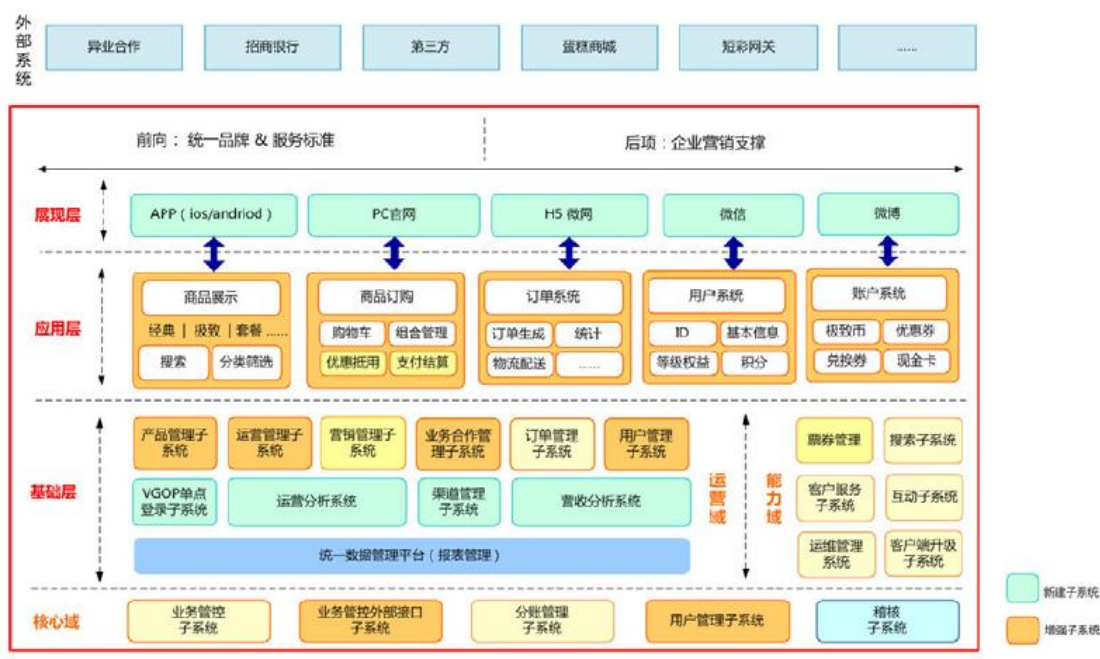 外部系统
异业合作
招商银行
第三方
蛋糕商城
短彩网关
......
前向：统一品牌 & 服务标准
后项：企业营销支撑
展现层
APP（ios/andriod）
PC官网
H5 微网
微信
微博
应用层
商品展示
经典 | 极致 | 套餐 ......
搜索
分类筛选
商品订购
购物车
组合管理
优惠抵用
支付结算
订单系统
订单生成
统计
物流配送
......
用户系统
ID
基本信息
等级权益
积分
账户系统
极致币
优惠券
兑换券
现金卡
基础层
产品管理子
系统
运营管理子
系统
营销管理子
系统
业务合作管
理子系统
订单管理
子系统
用户管理
子系统
VGOP单点
登录子系统
运营分析系统
渠道管理
子系统
营收分析系统
统一数据管理平台（报表管理）
运营域
能力域
票券管理
搜索子系统
客户服务
子系统
互动子系统
运维管理
系统
客户端升级
子系统
核心域
业务管控
子系统
业务管控外部接口
子系统
分账管理
子系统
用户管理子系统
稽核
子系统
新建子系统
增强子系统